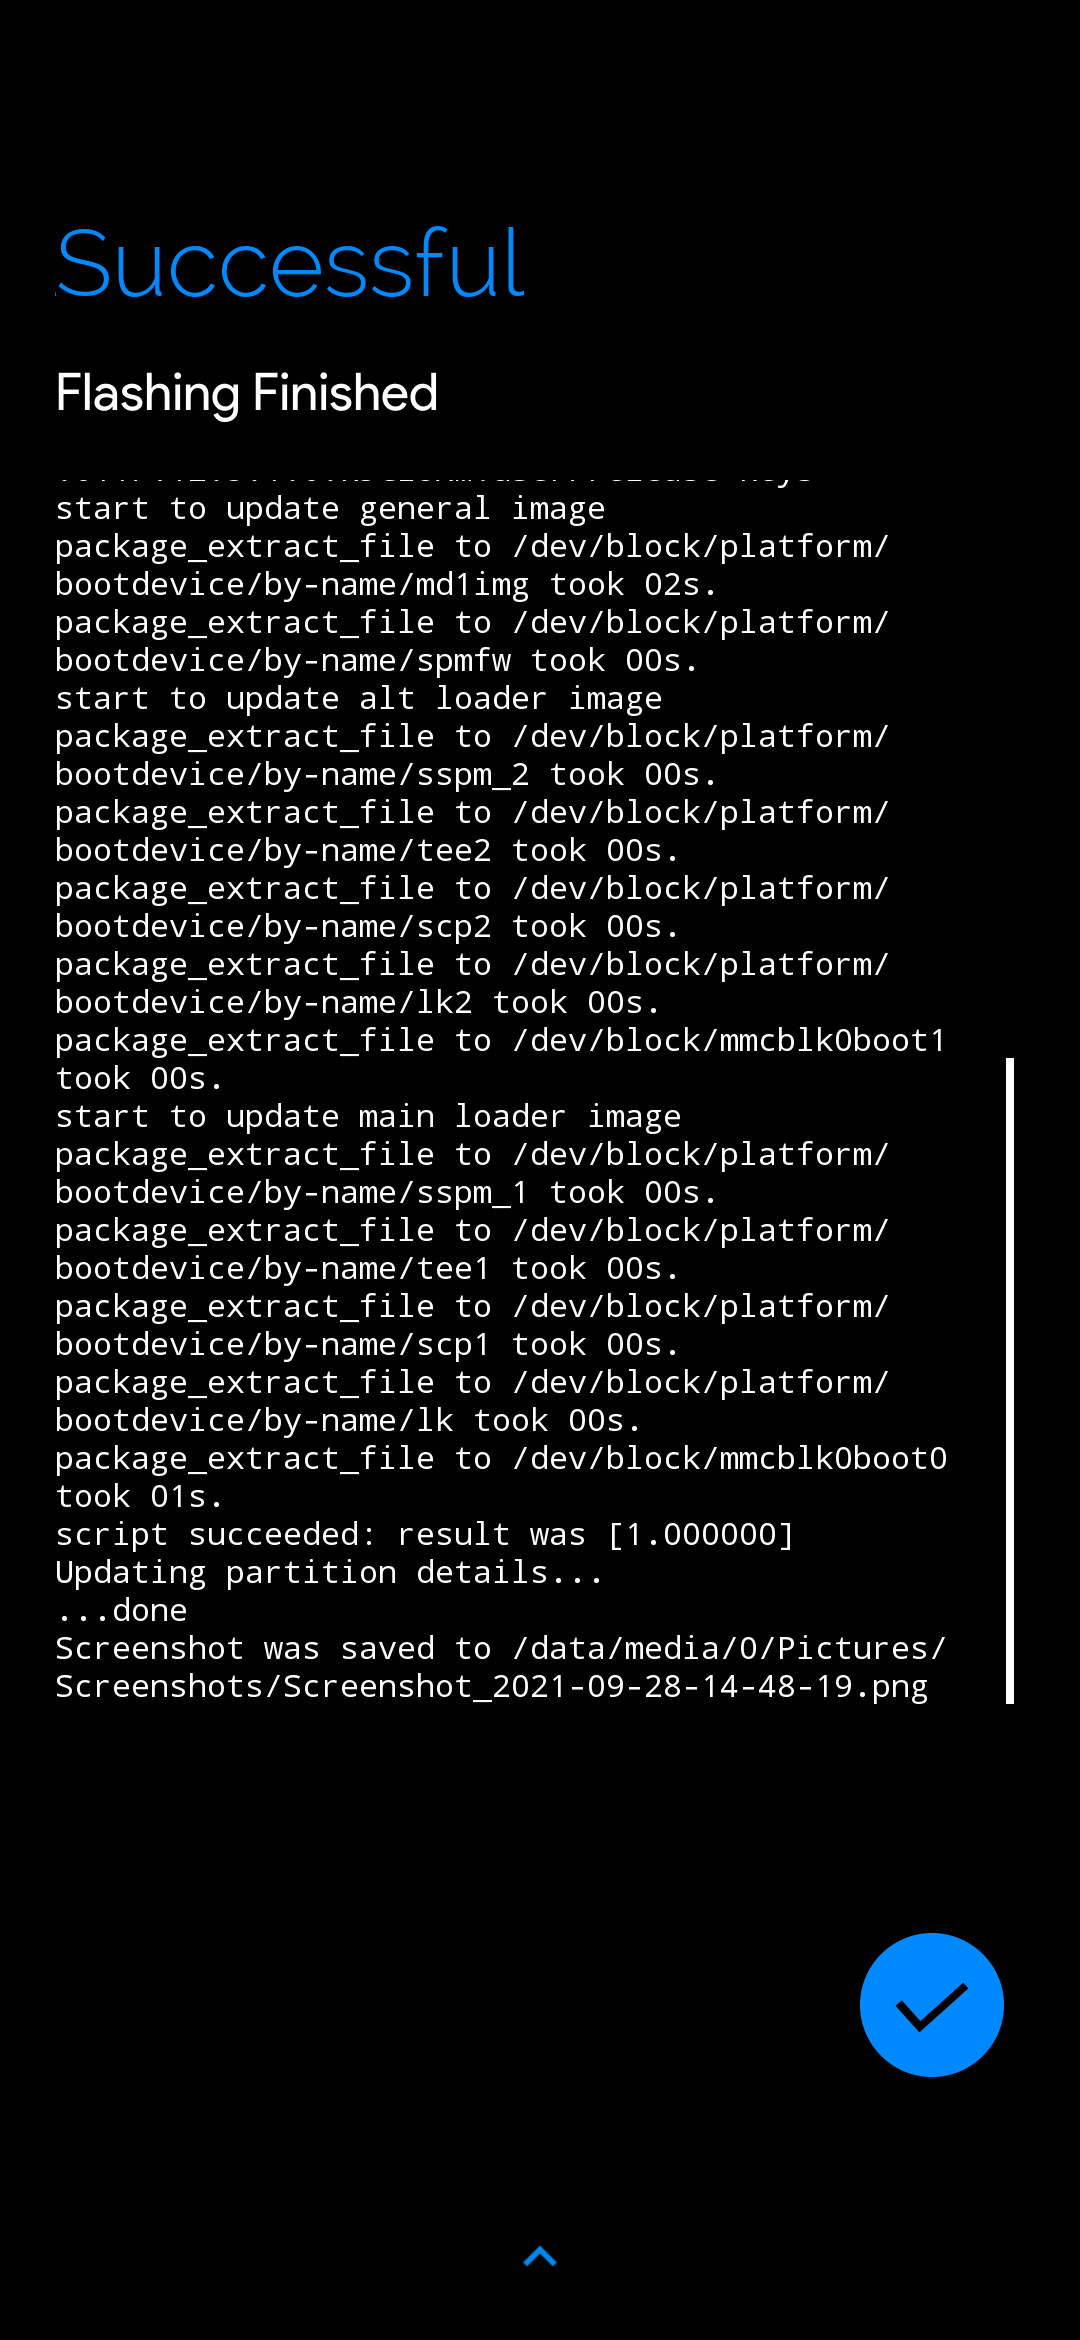 Successful
Flashing Finished
start to update general image
package_extract_file to /dev/block/platform/
bootdevice/by-name/md1img took 02s.
package_extract_file to /dev/block/platform/
bootdevice/by-name/spmfw took 00s.
start to update alt loader image
package_extract_file to /dev/block/platform/
bootdevice/by-name/sspm_2 took 00s.
package_extract_file to /dev/block/platform/
bootdevice/by-name/tee2 took 00s.
package_extract_file to /dev/block/platform/
bootdevice/by-name/scp2 took 00s.
package_extract_file to /dev/block/platform/
bootdevice/by-name/lk2 took 00s.
package_extract_file to /dev/block/mmcblk0boot1
took 00s.
start to update main loader image
package_extract_file to /dev/block/platform/
bootdevice/by-name/sspm_1 took 00s.
package_extract_file to /dev/block/platform/
bootdevice/by-name/tee1 took 00s.
package_extract_file to /dev/block/platform/
bootdevice/by-name/scp1 took 00s.
package_extract_file to /dev/block/platform/
bootdevice/by-name/lk took 00s.
package_extract_file to /dev/block/mmcblk0boot0
took 01s.
script succeeded: result was [1.000000]
Updating partition details...
...done
Screenshot was saved to /data/media/0/Pictures/
Screenshots/Screenshot_2021-09-28-14-48-19.png